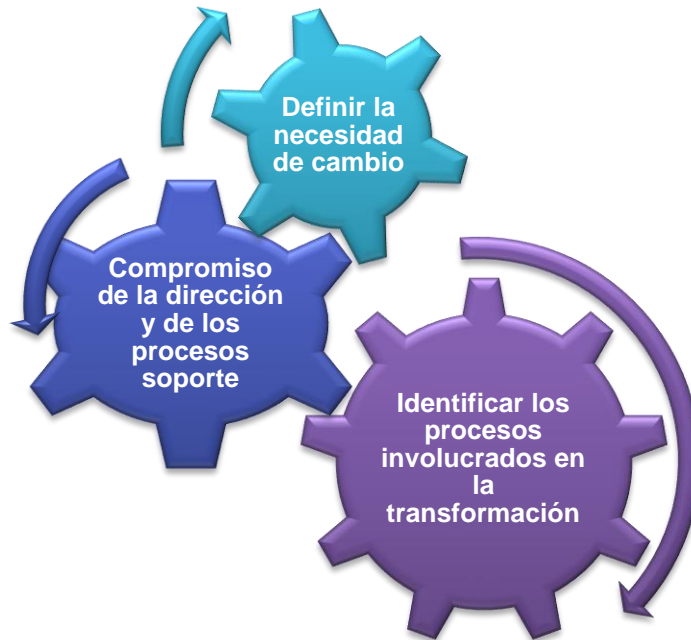 Definir la
necesidad
de cambio
Compromiso
de la dirección
y de los
procesos
soporte
Identificar los
procesos
involucrados en
la
transformación